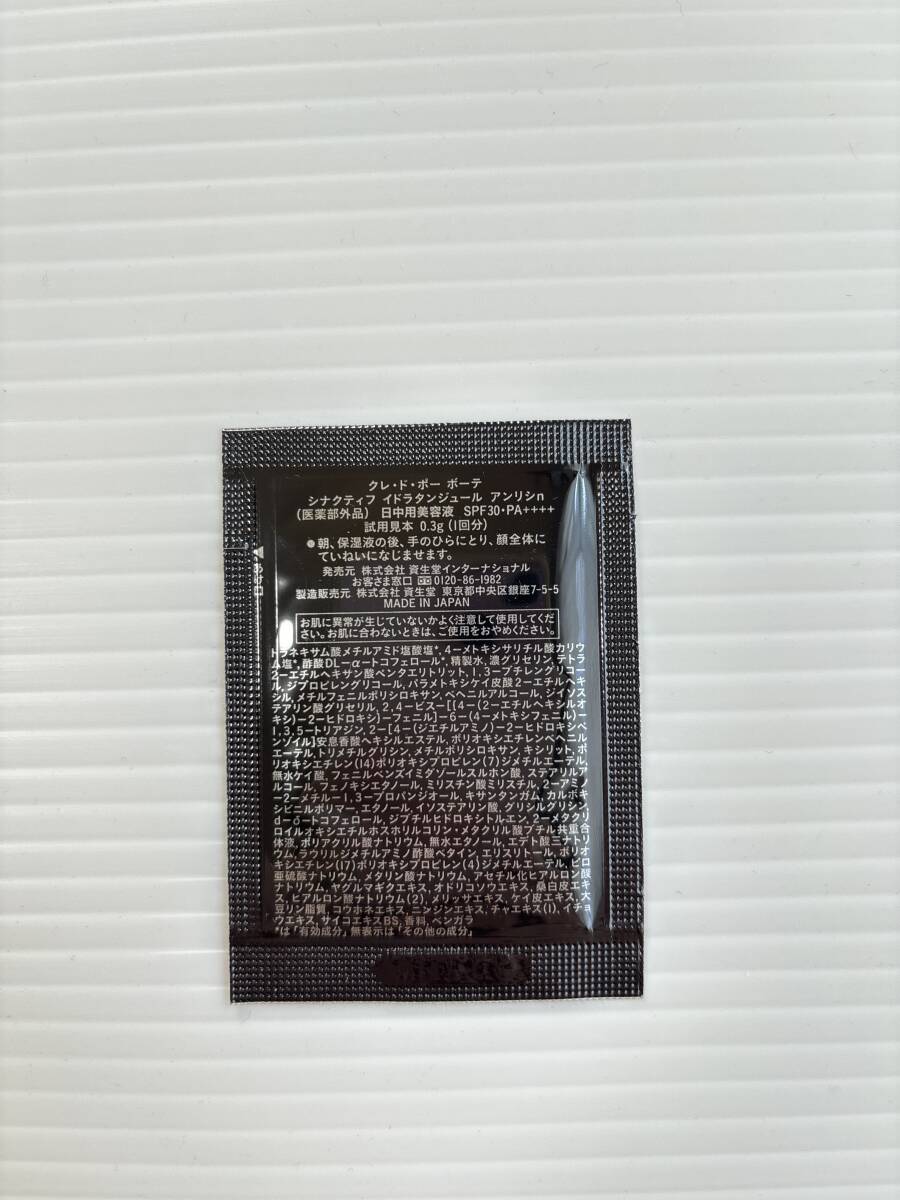 クレ・ド・ポー ボーテ
シナクティフ イドラタンジュール アンリシn
(医薬部外品) 日中用美容液 SPF30・PA++++
試用見本 0.3g (1回分)
●朝、保湿液の後、手のひらにとり、顔全体に
ていねいになじませます。
発売元 株式会社 資生堂インターナショナル
お客さま窓口 0120-86-1982
製造販売元 株式会社 資生堂 東京都中央区銀座7-5-5
MADE IN JAPAN
お肌に異常が生じていないかよく注意して使用してくだ
さい。お肌に合わないときは、ご使用をおやめください。
トラネキサム酸メチルアミド塩酸塩*、4-メトキシサリチル酸カリウ
ム塩*、酢酸DL-α-トコフェロール*、精製水、濃グリセリン、テトラ
2-エチルヘキサン酸ペンタエリトリット、1,3-ブチレングリコー
ル、ジプロピレングリコール、パラメトキシケイ皮酸2-エチルヘキ
シル、メチルフェニルポリシロキサン、ベヘニルアルコール、シイソス
テアリン酸グリセリル、2,4-ビス-[[4-(2-エチルヘキシルオ
キシ)-2-ヒドロキシ]-フェニル]-6-(4-メトキシフェニル)-
1,3,5-トリアジン、2-[4-(ジエチルアミノ)-2-ヒドロキシベ
ンゾイル]安息香酸ヘキシルエステル、ポリオキシエチレンベヘニル
エーテル、トリメチルグリシン、メチルポリシロキサン、キシリット、ポ
リオキシエチレン(14)ポリオキシプロピレン(7)ジメチルエーテル、
無水ケイ酸、フェニルベンズイミダゾールスルホン酸、ステアリルア
ルコール、フェノキシエタノール、ミリスチン酸ミリスチル、2-アミノ
-2-メチル-1,3-プロパンジオール、キサンタンガム、カルボキ
シビニルポリマー、エタノール、イソステアリン酸、グリシルグリシン、
d-δ-トコフェロール、ジブチルヒドロキシトルエン、2-メタクリ
ロイルオキシエチルホスホリルコリン・メタクリル酸ブチル共重合
体液、ポリアクリル酸ナトリウム、無水エタノール、エデト酸三ナトリ
ウム、ラウリルジメチルアミノ酢酸ベタイン、エリスリトール、ポリオ
キシエチレン(17)ポリオキシプロピレン(4)ジメチルエーテル、ピロ
亜硫酸ナトリウム、メタリン酸ナトリウム、アセチル化ヒアルロン酸
ナトリウム、ヤグルマギクエキス、オドリコソウエキス、桑白皮エキ
ス、ヒアルロン酸ナトリウム(2)、メリッサエキス、ケイ皮エキス、大
豆リン脂質、コウホネエキス、ニンジンエキス、チャエキス(1)、イチョ
ウエキス、サイコエキスBS、香料、ベンガラ
*は「有効成分」無表示は「その他の成分」